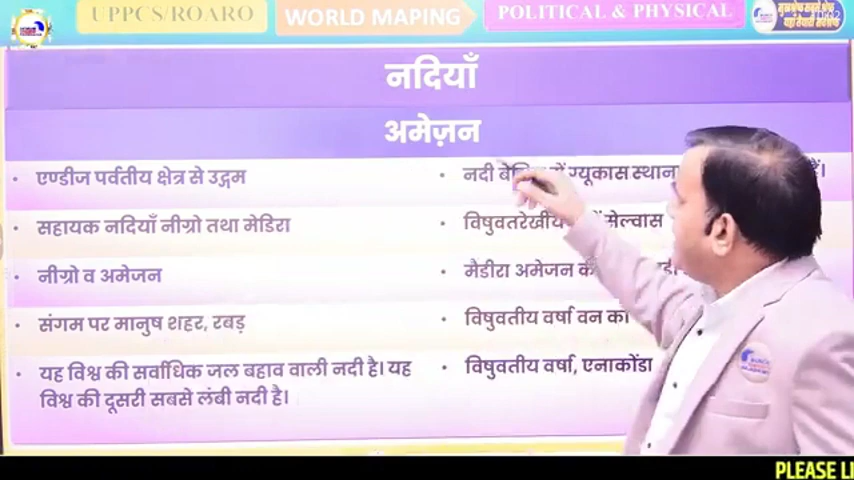 UPPCS/ROARO
WORLD MAPING
POLITICAL & PHYSICAL
नदियाँ
अमेज़न
• एण्डीज पर्वतीय क्षेत्र से उद्गम
• सहायक नदियाँ नीग्रो तथा मेडिरा
• नीग्रो व अमेजन
• संगम पर मानुष शहर, रबड़
• यह विश्व की सर्वाधिक जल बहाव वाली नदी है। यह
विश्व की दूसरी सबसे लंबी नदी है।
• नदी ग्यूकास स्थान
• विषुवतरेखीय सेल्वास
• मैडीरा अमेजन
• विषुवतीय वर्षा वन का
• विषुवतीय वर्षा, एनाकोंडा
PLEASE LI